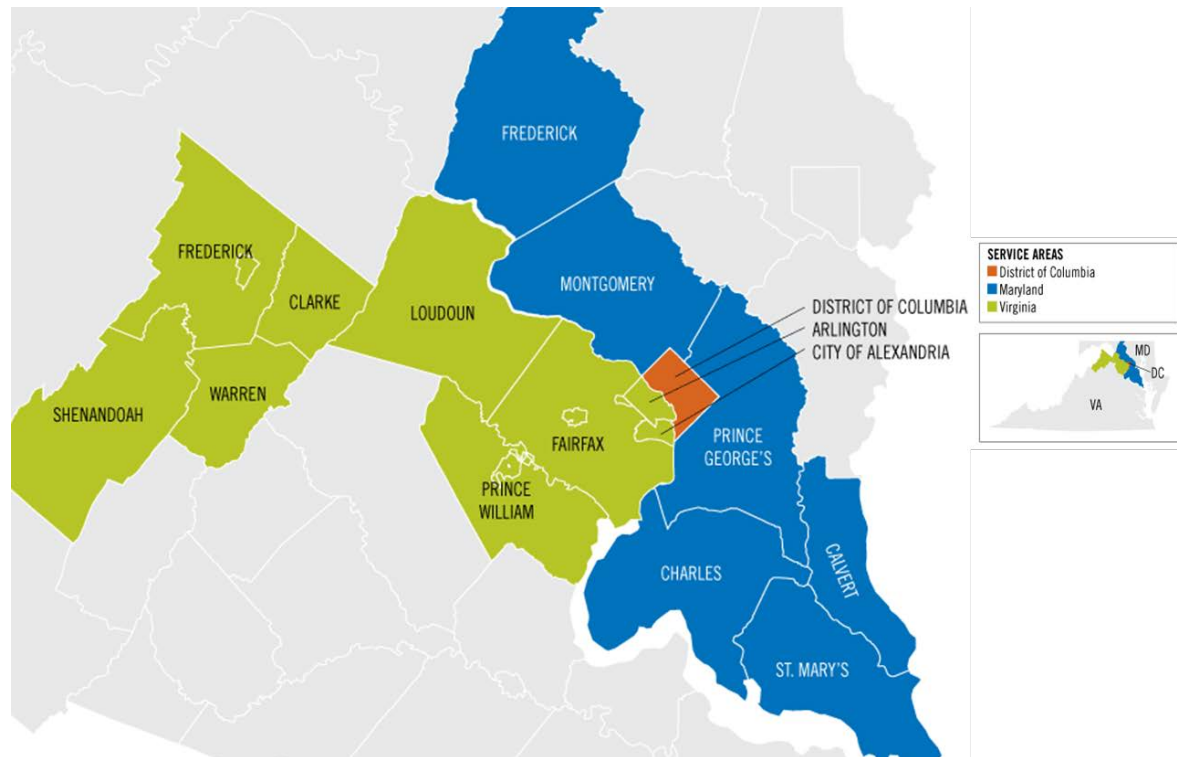 FREDERICK
FREDERICK
CLARKE
LOUDOUN
MONTGOMERY
DISTRICT OF COLUMBIA
ARLINGTON
CITY OF ALEXANDRIA
SHENANDOAH
WARREN
FAIRFAX
PRINCE
GEORGE'S
PRINCE
WILLIAM
CHARLES
CALVERT
ST. MARY'S
SERVICE AREAS
District of Columbia
Maryland
Virginia
MD
DC
VA